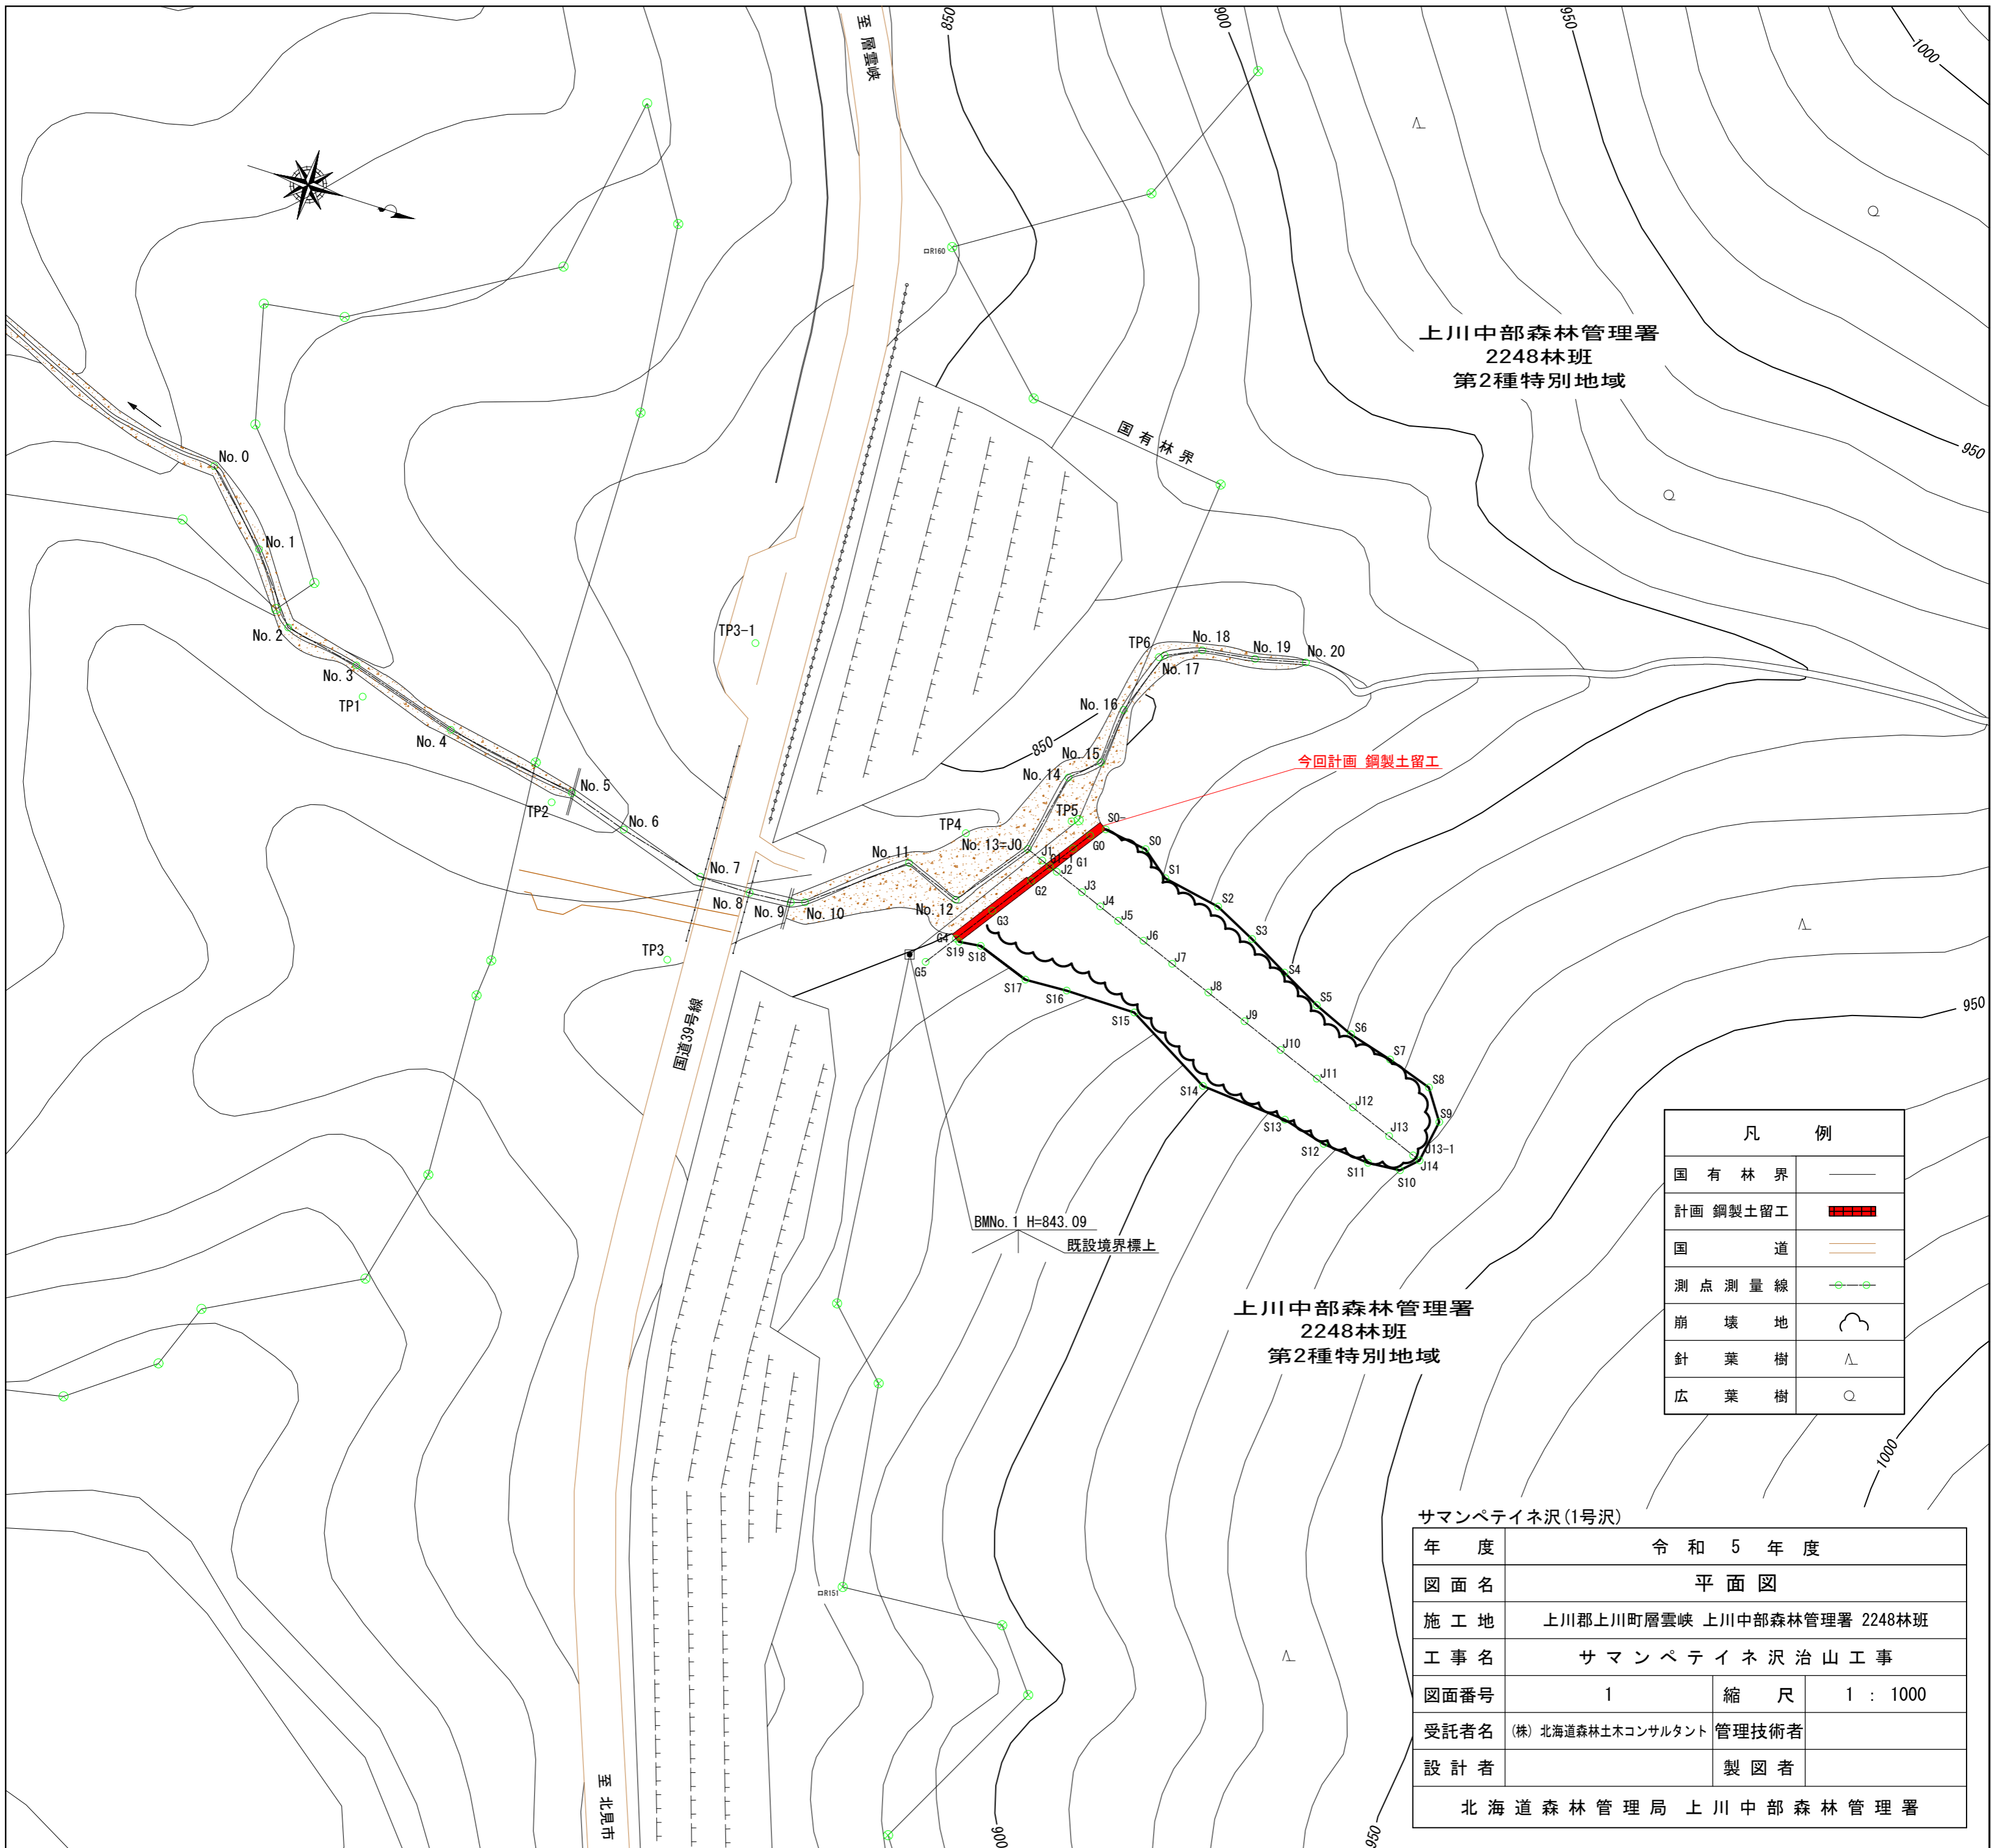 至 層雲峡
850
900
950
1000
R160
上川中部森林管理署
2248林班
第2種特別地域
国有林界
950
No.0
No.1
No.2
No.3
TP1
No.4
No.5
TP2
No.6
TP3-1
No.7
No.8
No.9
No.10
No.11
No.12
No.13=J0
No.14
No.15
No.16
No.17
No.18
No.19
No.20
TP6
TP5
TP4
TP3
850
今回計画 鋼製土留工
S0-
S0
S1
S2
S3
S4
S5
S6
S7
S8
S9
S10
S11
S12
S13
S14
S15
S16
S17
S18
S19
G0
G1
G1-1
G2
G3
G4
G5
J1
J2
J3
J4
J5
J6
J7
J8
J9
J10
J11
J12
J13
J13-1
J14
950
国道39号線
BMNo.1 H=843.09
既設境界標上
上川中部森林管理署
2248林班
第2種特別地域
凡 例
国有林界
計画 鋼製土留工
国道
測点測量線
崩壊地
針葉樹
広葉樹
1000
R151
至 北見市
900
950
サマンペテイネ沢(1号沢)
年度 令和 5 年度
図面名 平面図
施工地 上川郡上川町層雲峡 上川中部森林管理署 2248林班
工事名 サマンペテイネ沢治山工事
図面番号 1 縮尺 1 : 1000
受託者名 (株) 北海道森林土木コンサルタント 管理技術者
設計者 製図者
北海道森林管理局 上川中部森林管理署